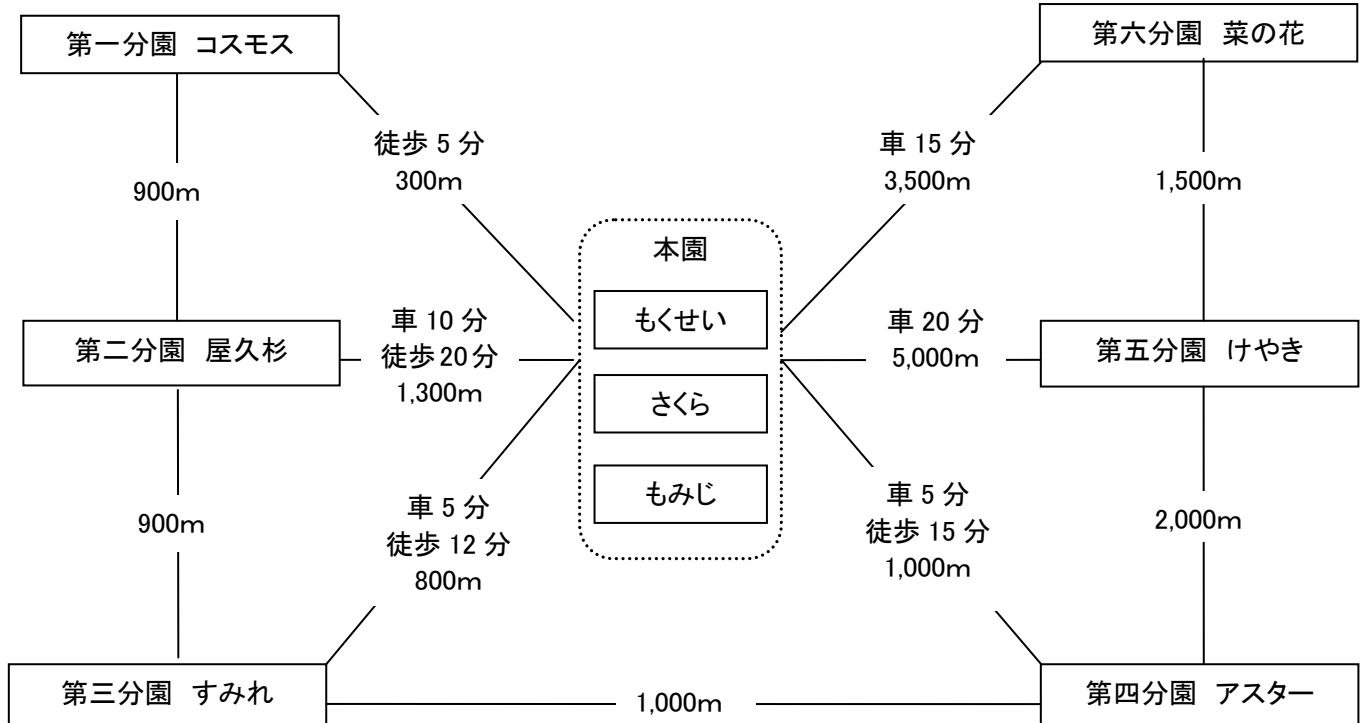 第一分園 コスモス
第六分園 菜の花
徒歩 5 分
300m
車 15 分
3,500m
900m
1,500m
本園
もくせい
さくら
もみじ
第二分園 屋久杉
車 10 分
徒歩 20 分
1,300m
車 20 分
5,000m
第五分園 けやき
900m
車 5 分
徒歩 12 分
800m
車 5 分
徒歩 15 分
1,000m
2,000m
第三分園 すみれ
1,000m
第四分園 アスター